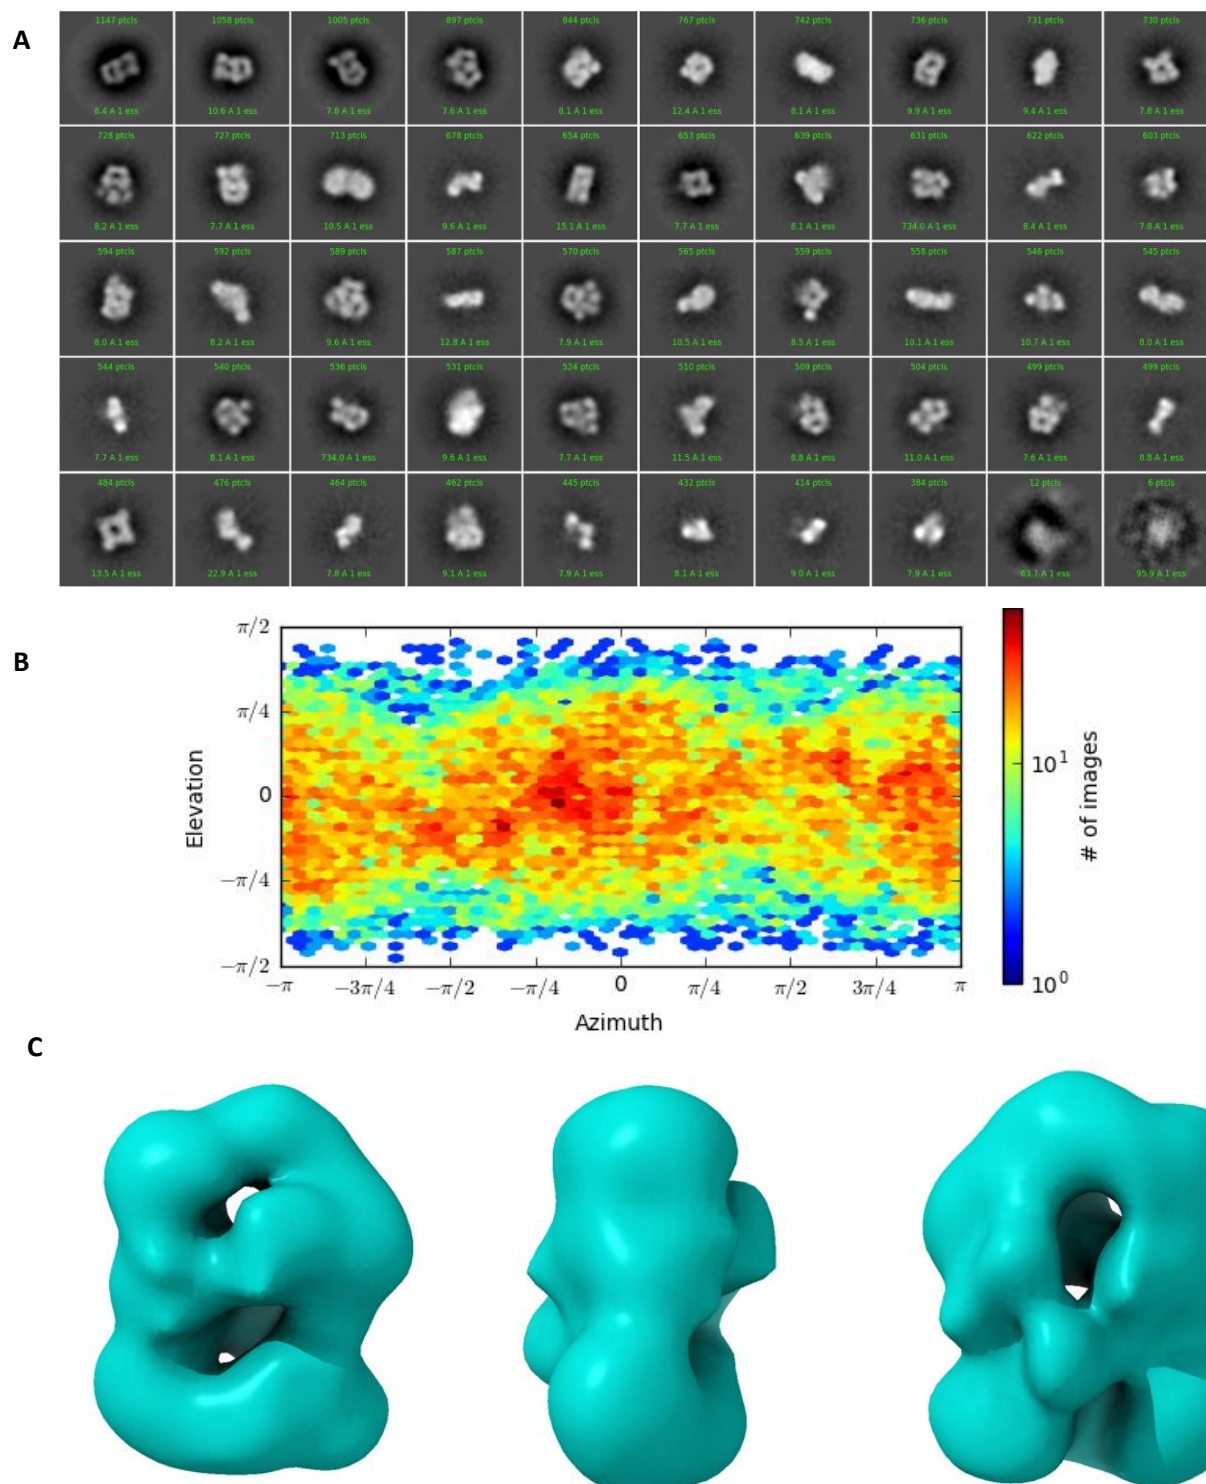 A
1147 ptcls 1058 ptcls 1005 ptcls 897 ptcls 844 ptcls 767 ptcls 742 ptcls 736 ptcls 731 ptcls 730 ptcls
8.4 A 1 ess 10.6 A 1 ess 7.8 A 1 ess 7.6 A 1 ess 8.1 A 1 ess 12.4 A 1 ess 8.1 A 1 ess 9.9 A 1 ess 9.4 A 1 ess 7.8 A 1 ess
728 ptcls 727 ptcls 713 ptcls 678 ptcls 654 ptcls 653 ptcls 639 ptcls 631 ptcls 622 ptcls 603 ptcls
8.2 A 1 ess 7.7 A 1 ess 10.5 A 1 ess 9.6 A 1 ess 15.1 A 1 ess 7.7 A 1 ess 8.1 A 1 ess 734.0 A 1 ess 8.4 A 1 ess 7.8 A 1 ess
594 ptcls 592 ptcls 589 ptcls 587 ptcls 570 ptcls 565 ptcls 559 ptcls 558 ptcls 546 ptcls 545 ptcls
8.0 A 1 ess 8.2 A 1 ess 9.6 A 1 ess 12.8 A 1 ess 7.9 A 1 ess 10.5 A 1 ess 8.5 A 1 ess 10.1 A 1 ess 10.7 A 1 ess 8.0 A 1 ess
544 ptcls 540 ptcls 536 ptcls 531 ptcls 524 ptcls 510 ptcls 509 ptcls 504 ptcls 499 ptcls 499 ptcls
7.7 A 1 ess 8.1 A 1 ess 734.0 A 1 ess 9.6 A 1 ess 7.7 A 1 ess 11.5 A 1 ess 8.8 A 1 ess 11.0 A 1 ess 7.6 A 1 ess 8.8 A 1 ess
484 ptcls 476 ptcls 464 ptcls 462 ptcls 445 ptcls 432 ptcls 414 ptcls 384 ptcls 12 ptcls 6 ptcls
13.5 A 1 ess 22.9 A 1 ess 7.8 A 1 ess 9.1 A 1 ess 7.9 A 1 ess 8.1 A 1 ess 9.0 A 1 ess 7.9 A 1 ess 63.7 A 1 ess 95.9 A 1 ess
B
π/2
π/4
0
−π/4
−π/2
Elevation
−π −3π/4 −π/2 −π/4 0 π/4 π/2 3π/4 π
Azimuth
10¹
10⁰
# of images
C